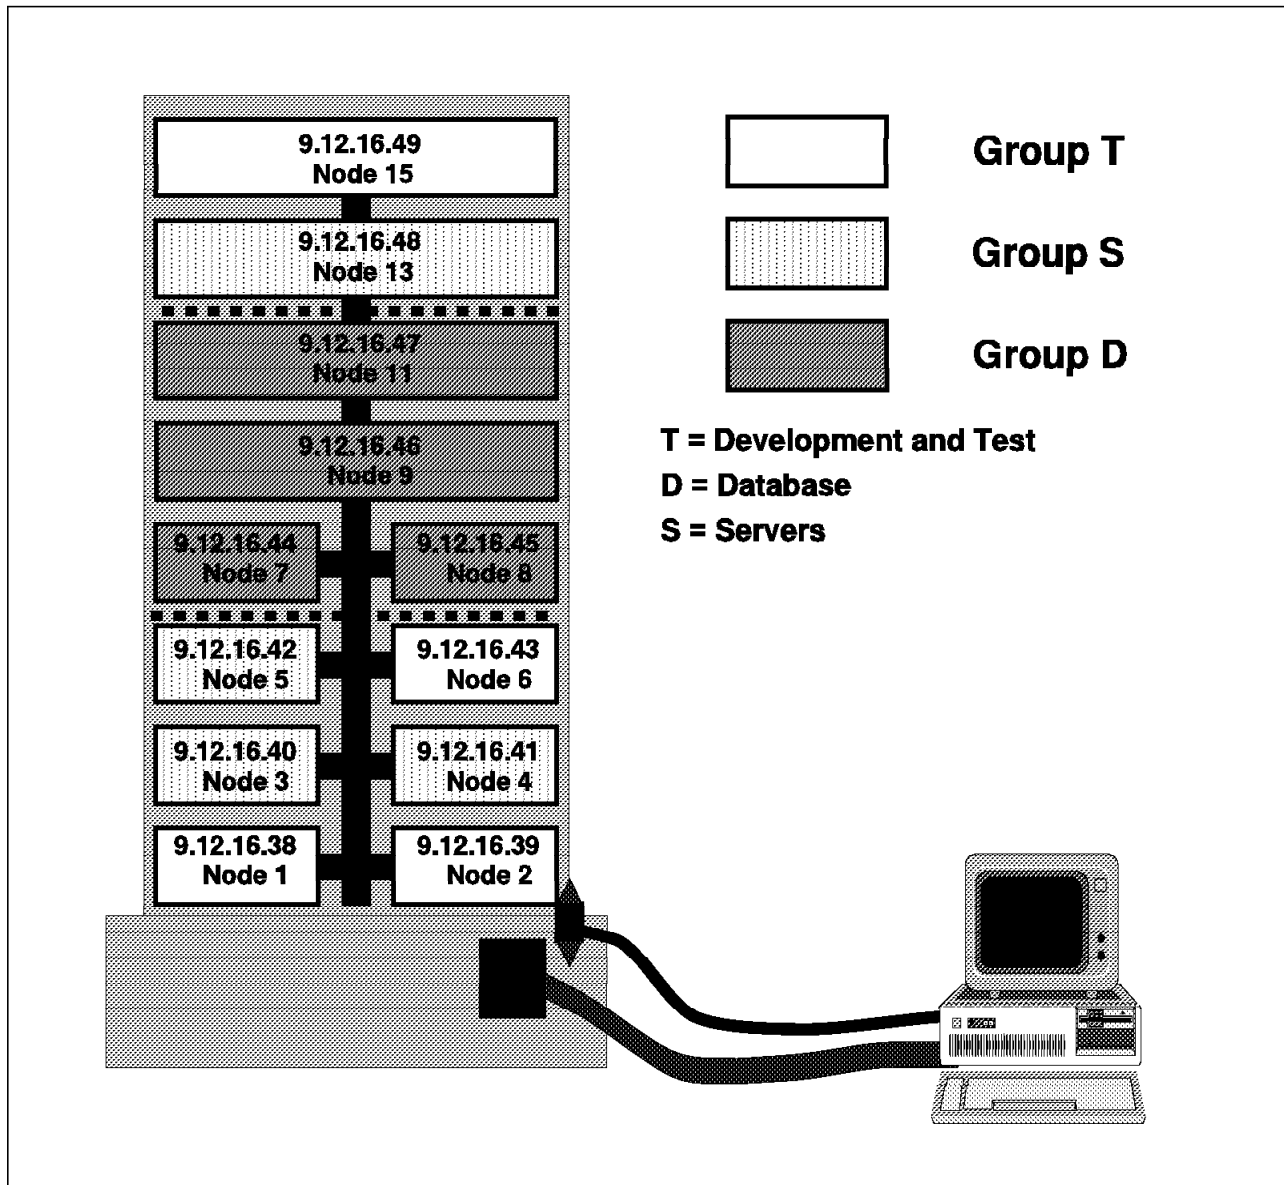 9.12.16.49
Node 15
9.12.16.48
Node 13
9.12.16.47
Node 11
9.12.16.46
Node 9
9.12.16.44
Node 7
9.12.16.45
Node 8
9.12.16.42
Node 5
9.12.16.43
Node 6
9.12.16.40
Node 3
9.12.16.41
Node 4
9.12.16.38
Node 1
9.12.16.39
Node 2
Group T
Group S
Group D
T = Development and Test
D = Database
S = Servers